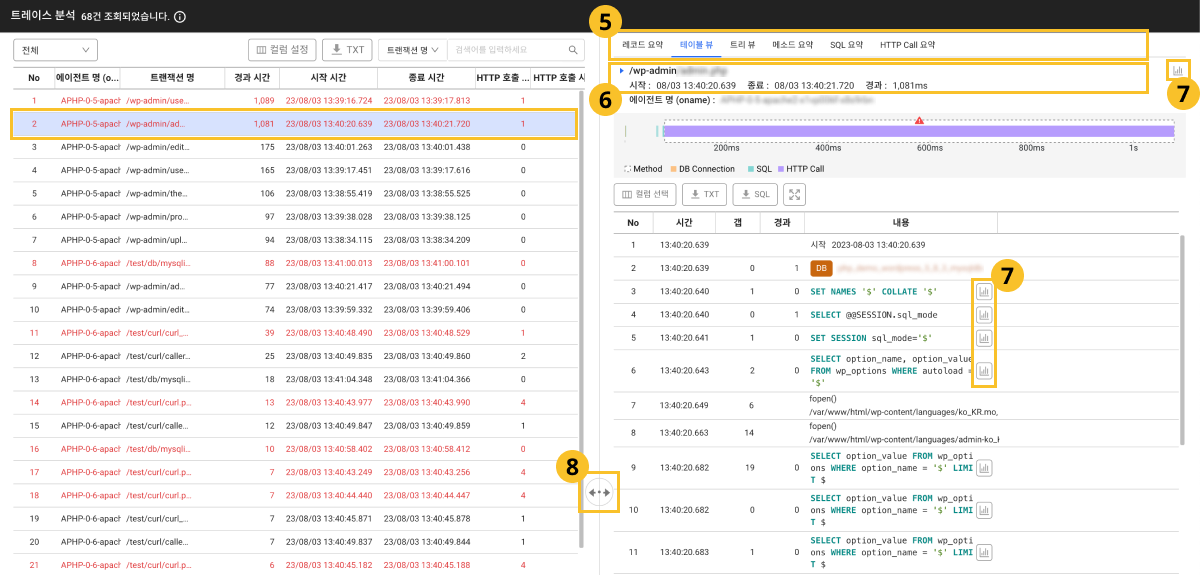 트레이스 분석 68건 조회되었습니다.
전체
컬럼 설정
TXT
트랜잭션 명
검색어를 입력하세요
No 에이전트 명 (o... 트랜잭션 명 경과 시간 시작 시간 종료 시간 HTTP 호출 ... HTTP 호출 시
1 APHP-0-5-apach /wp-admin/use... 1,089 23/08/03 13:39:16.724 23/08/03 13:39:17.813 1
2 APHP-0-5-apach /wp-admin/ad... 1,081 23/08/03 13:40:20.639 23/08/03 13:40:21.720 1
3 APHP-0-5-apach /wp-admin/edit... 175 23/08/03 13:40:01.263 23/08/03 13:40:01.438 0
4 APHP-0-5-apach /wp-admin/use... 165 23/08/03 13:39:17.451 23/08/03 13:39:17.616 0
5 APHP-0-5-apach /wp-admin/the... 106 23/08/03 13:38:55.419 23/08/03 13:38:55.525 0
6 APHP-0-5-apach /wp-admin/pro... 97 23/08/03 13:39:38.028 23/08/03 13:39:38.125 0
7 APHP-0-5-apach /wp-admin/upl... 94 23/08/03 13:38:34.115 23/08/03 13:38:34.209 0
8 APHP-0-6-apach /test/db/mysqli... 88 23/08/03 13:41:00.013 23/08/03 13:41:00.101 0
9 APHP-0-5-apach /wp-admin/ad... 77 23/08/03 13:40:21.417 23/08/03 13:40:21.494 0
10 APHP-0-5-apach /wp-admin/edit... 74 23/08/03 13:39:59.332 23/08/03 13:39:59.406 0
11 APHP-0-6-apach /test/curl/curl_... 39 23/08/03 13:40:48.490 23/08/03 13:40:48.529 1
12 APHP-0-6-apach /test/curl/caller... 25 23/08/03 13:40:49.835 23/08/03 13:40:49.860 2
13 APHP-0-6-apach /test/db/mysqli... 18 23/08/03 13:41:04.348 23/08/03 13:41:04.366 0
14 APHP-0-6-apach /test/curl/curl.p... 13 23/08/03 13:40:43.977 23/08/03 13:40:43.990 4
15 APHP-0-6-apach /test/curl/calle... 12 23/08/03 13:40:49.847 23/08/03 13:40:49.859 1
16 APHP-0-6-apach /test/db/mysqli... 10 23/08/03 13:40:58.402 23/08/03 13:40:58.412 0
17 APHP-0-6-apach /test/curl/curl.p... 7 23/08/03 13:40:43.249 23/08/03 13:40:43.256 4
18 APHP-0-6-apach /test/curl/curl.p... 7 23/08/03 13:40:44.440 23/08/03 13:40:44.447 4
19 APHP-0-6-apach /test/curl/curl_... 7 23/08/03 13:40:45.871 23/08/03 13:40:45.878 1
20 APHP-0-6-apach /test/curl/calle... 7 23/08/03 13:40:49.837 23/08/03 13:40:49.844 1
21 APHP-0-6-apach /test/curl/curl.p... 6 23/08/03 13:40:45.182 23/08/03 13:40:45.188 4
8
5
레코드 요약 테이블 뷰 트리 뷰 메소드 요약 SQL 요약 HTTP Call 요약
6
/wp-admin
시작 : 08/03 13:40:20.639 종료 : 08/03 13:40:21.720 경과 : 1,081ms
7
에이전트 명 (oname) :
200ms 400ms 600ms 800ms 1s
Method DB Connection SQL HTTP Call
컬럼 선택
TXT
SQL
No 시간 갭 경과 내용
1 13:40:20.639 시작 2023-08-03 13:40:20.639
2 13:40:20.639 0 1 DB
7
3 13:40:20.640 1 0 SET NAMES '$' COLLATE '$'
4 13:40:20.640 0 1 SELECT @@SESSION.sql_mode
5 13:40:20.641 1 0 SET SESSION sql_mode='$'
6 13:40:20.643 2 0 SELECT option_name, option_value
FROM wp_options WHERE autoload =
'$'
7 13:40:20.649 6 fopen()
/var/www/html/wp-content/languages/ko_KR.mo,
8 13:40:20.663 14 fopen()
/var/www/html/wp-content/languages/admin-ko_k
9 13:40:20.682 19 0 SELECT option_value FROM wp_opti
ons WHERE option_name = '$' LIMI
T $
10 13:40:20.682 0 0 SELECT option_value FROM wp_opti
ons WHERE option_name = '$' LIMI
T $
11 13:40:20.683 1 0 SELECT option_value FROM wp_opti
ons WHERE option_name = '$' LIMI
T $